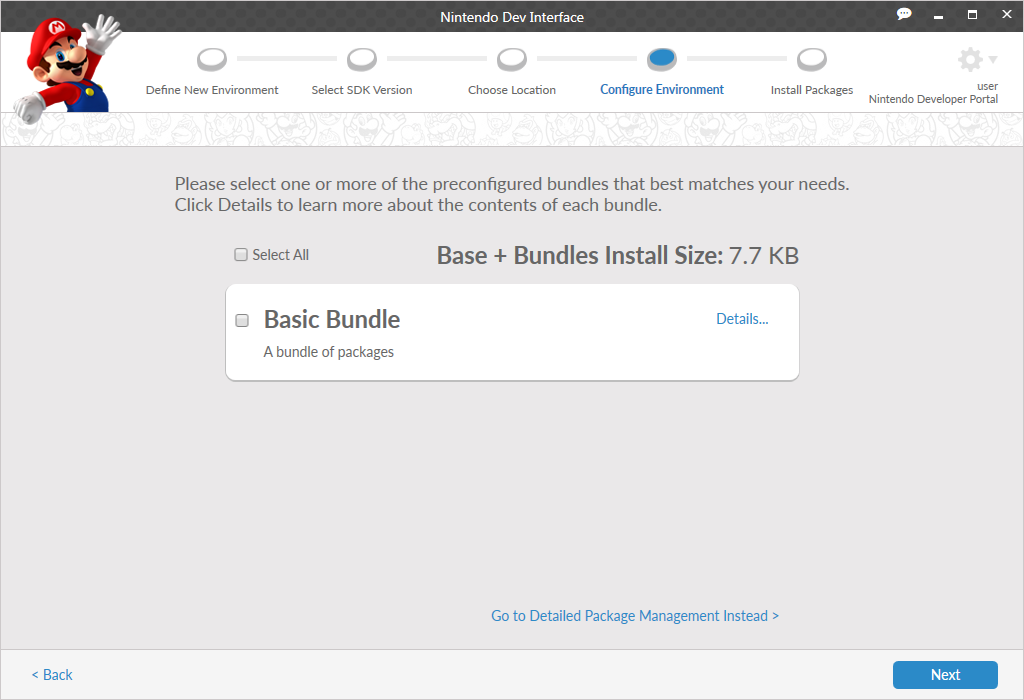 Nintendo Dev Interface
Define New Environment
Select SDK Version
Choose Location
Configure Environment
Install Packages
user
Nintendo Developer Portal
Please select one or more of the preconfigured bundles that best matches your needs.
Click Details to learn more about the contents of each bundle.
Select All
Base + Bundles Install Size: 7.7 KB
Basic Bundle
Details...
A bundle of packages
Go to Detailed Package Management Instead >
< Back
Next